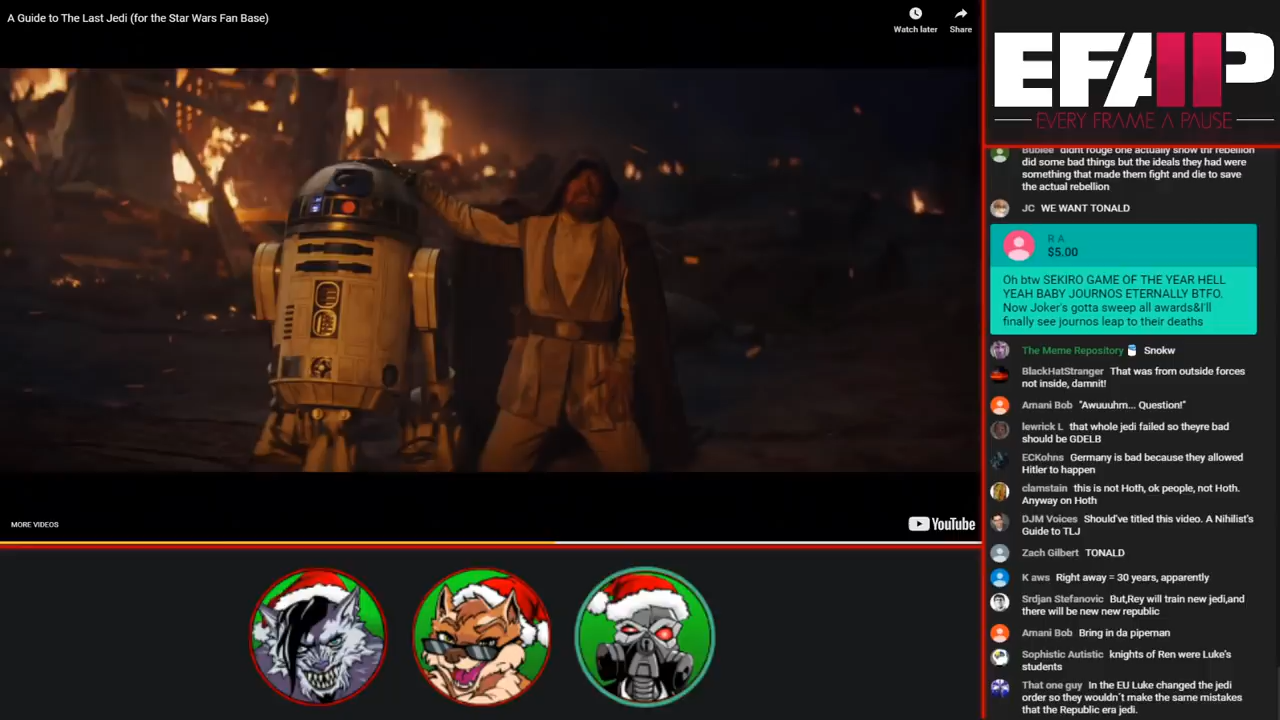 A Guide to The Last Jedi (for the Star Wars Fan Base)
Watch later
Share
MORE VIDEOS
YouTube
EFAP
EVERY FRAME A PAUSE
Bublee didnt rouge one actually show thr rebellion
did some bad things but the ideals they had were
something that made them fight and die to save
the actual rebellion
JC WE WANT TONALD
R A.
$5.00
Oh btw SEKIRO GAME OF THE YEAR HELL
YEAH BABY JOURNOS ETERNALLY BTFO.
Now Joker's gotta sweep all awards&I'll
finally see journos leap to their deaths
The Meme Repository Snokw
BlackHatStranger That was from outside forces
not inside, damnit!
Amani Bob "Awuuuhm... Question!"
lewrick L that whole jedi failed so theyre bad
should be GDELB
ECKohns Germany is bad because they allowed
Hitler to happen
clamstain this is not Hoth, ok people, not Hoth.
Anyway on Hoth
DJM Voices Should've titled this video. A Nihilist's
Guide to TLJ
Zach Gilbert TONALD
K aws Right away = 30 years, apparently
Srdjan Stefanovic But,Rey will train new jedi,and
there will be new new republic
Amani Bob Bring in da pipeman
Sophistic Autistic knights of Ren were Luke's
students
That one guy In the EU Luke changed the jedi
order so they wouldn´t make the same mistakes
that the Republic era jedi.